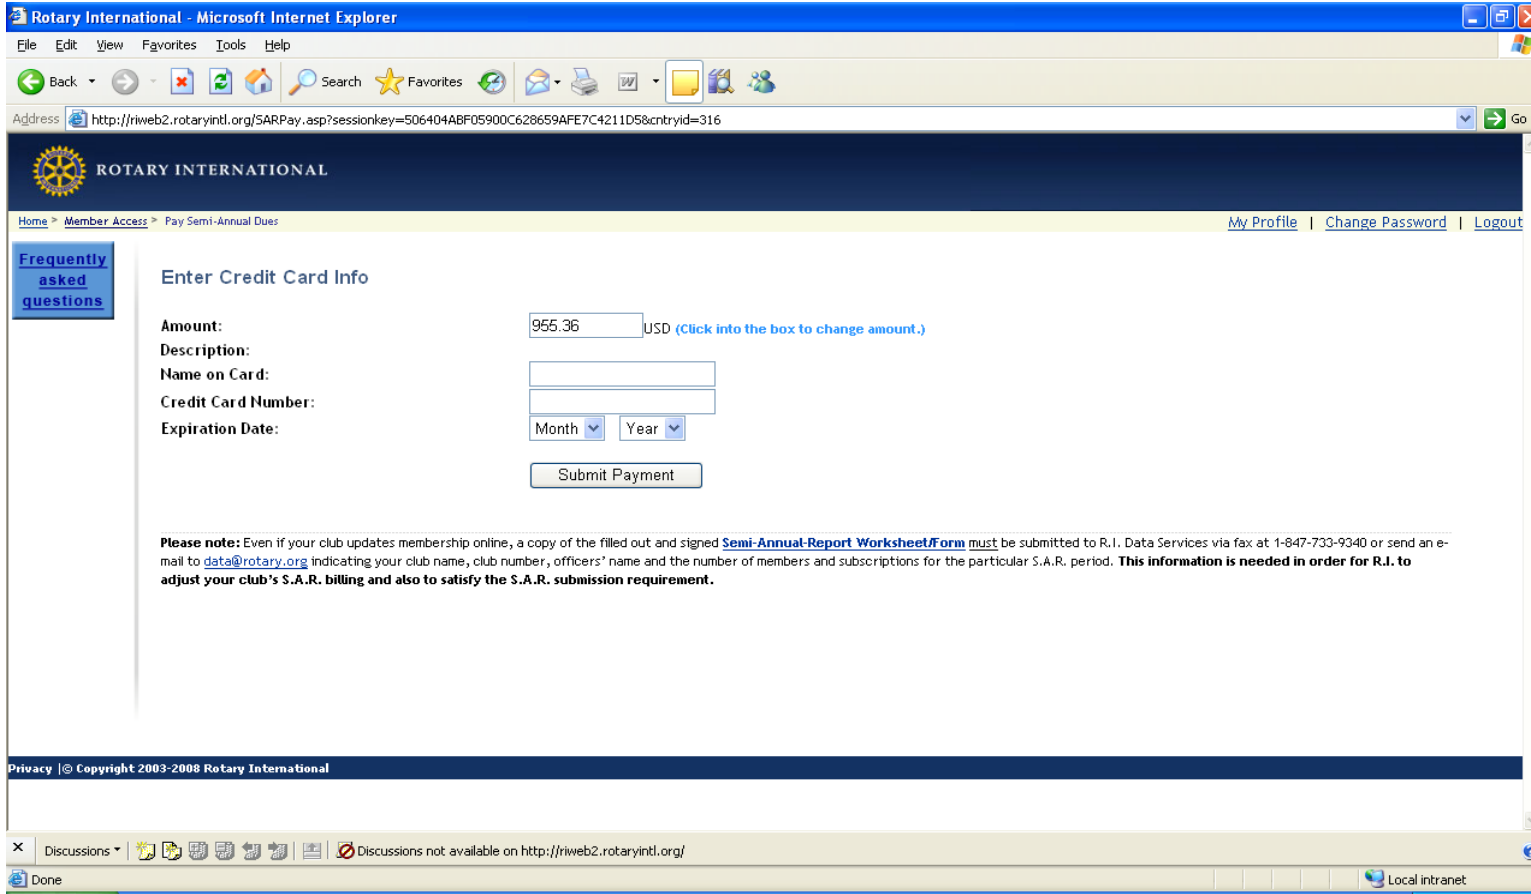 Rotary International - Microsoft Internet Explorer
File Edit View Favorites Tools Help
Back Search Favorites
Address http://riweb2.rotaryintl.org/SARPay.asp?sessionkey=506404ABF05900C628659AFE7C4211D5&cntryid=316 Go
ROTARY INTERNATIONAL
Home > Member Access > Pay Semi-Annual Dues My Profile | Change Password | Logout
Frequently
asked
questions
Enter Credit Card Info
Amount: 955.36 USD (Click into the box to change amount.)
Description:
Name on Card:
Credit Card Number:
Expiration Date: Month Year
Submit Payment
Please note: Even if your club updates membership online, a copy of the filled out and signed Semi-Annual-Report Worksheet/Form must be submitted to R.I. Data Services via fax at 1-847-733-9340 or send an e-
mail to data@rotary.org indicating your club name, club number, officers' name and the number of members and subscriptions for the particular S.A.R. period. This information is needed in order for R.I. to
adjust your club's S.A.R. billing and also to satisfy the S.A.R. submission requirement.
Privacy |© Copyright 2003-2008 Rotary International
Discussions Discussions not available on http://riweb2.rotaryintl.org/
Done Local intranet